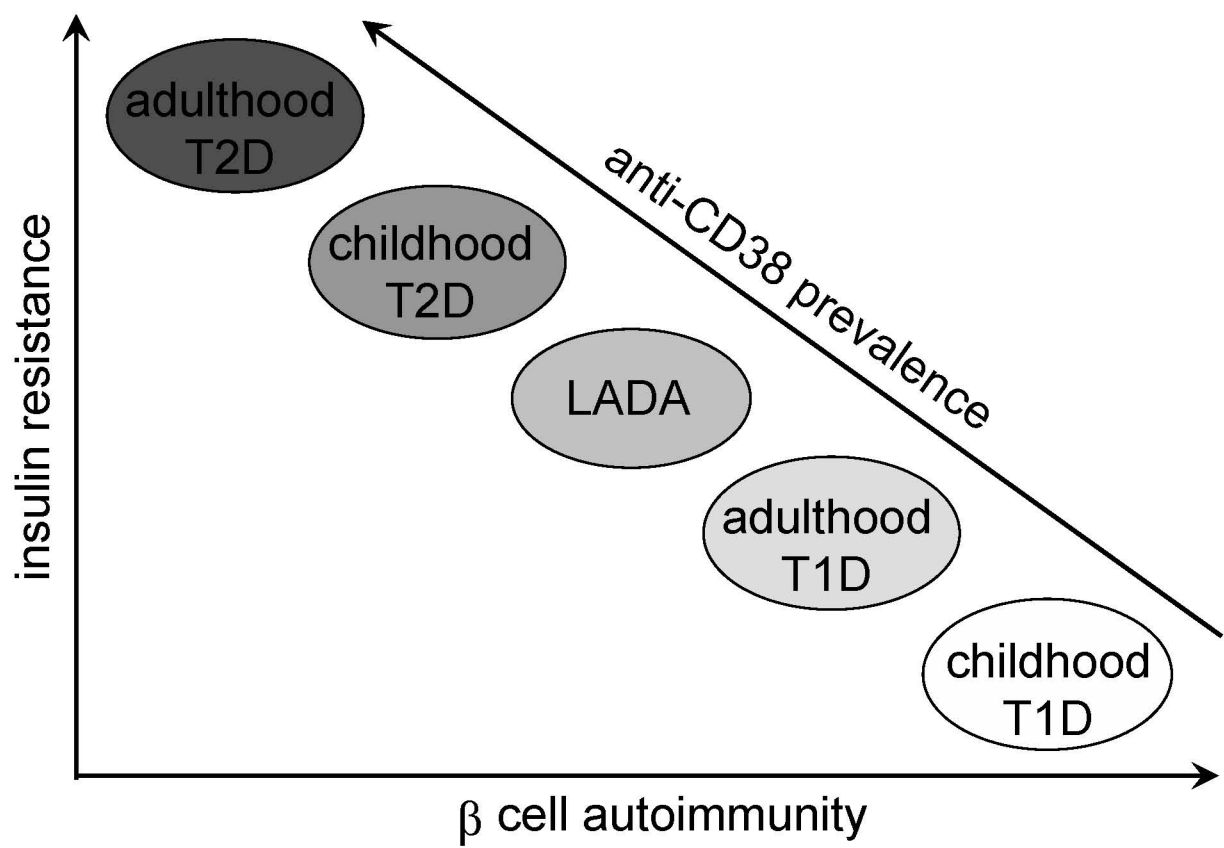 insulin resistance
adulthood
T2D
childhood
T2D
LADA
adulthood
T1D
childhood
T1D
anti-CD38 prevalence
β cell autoimmunity